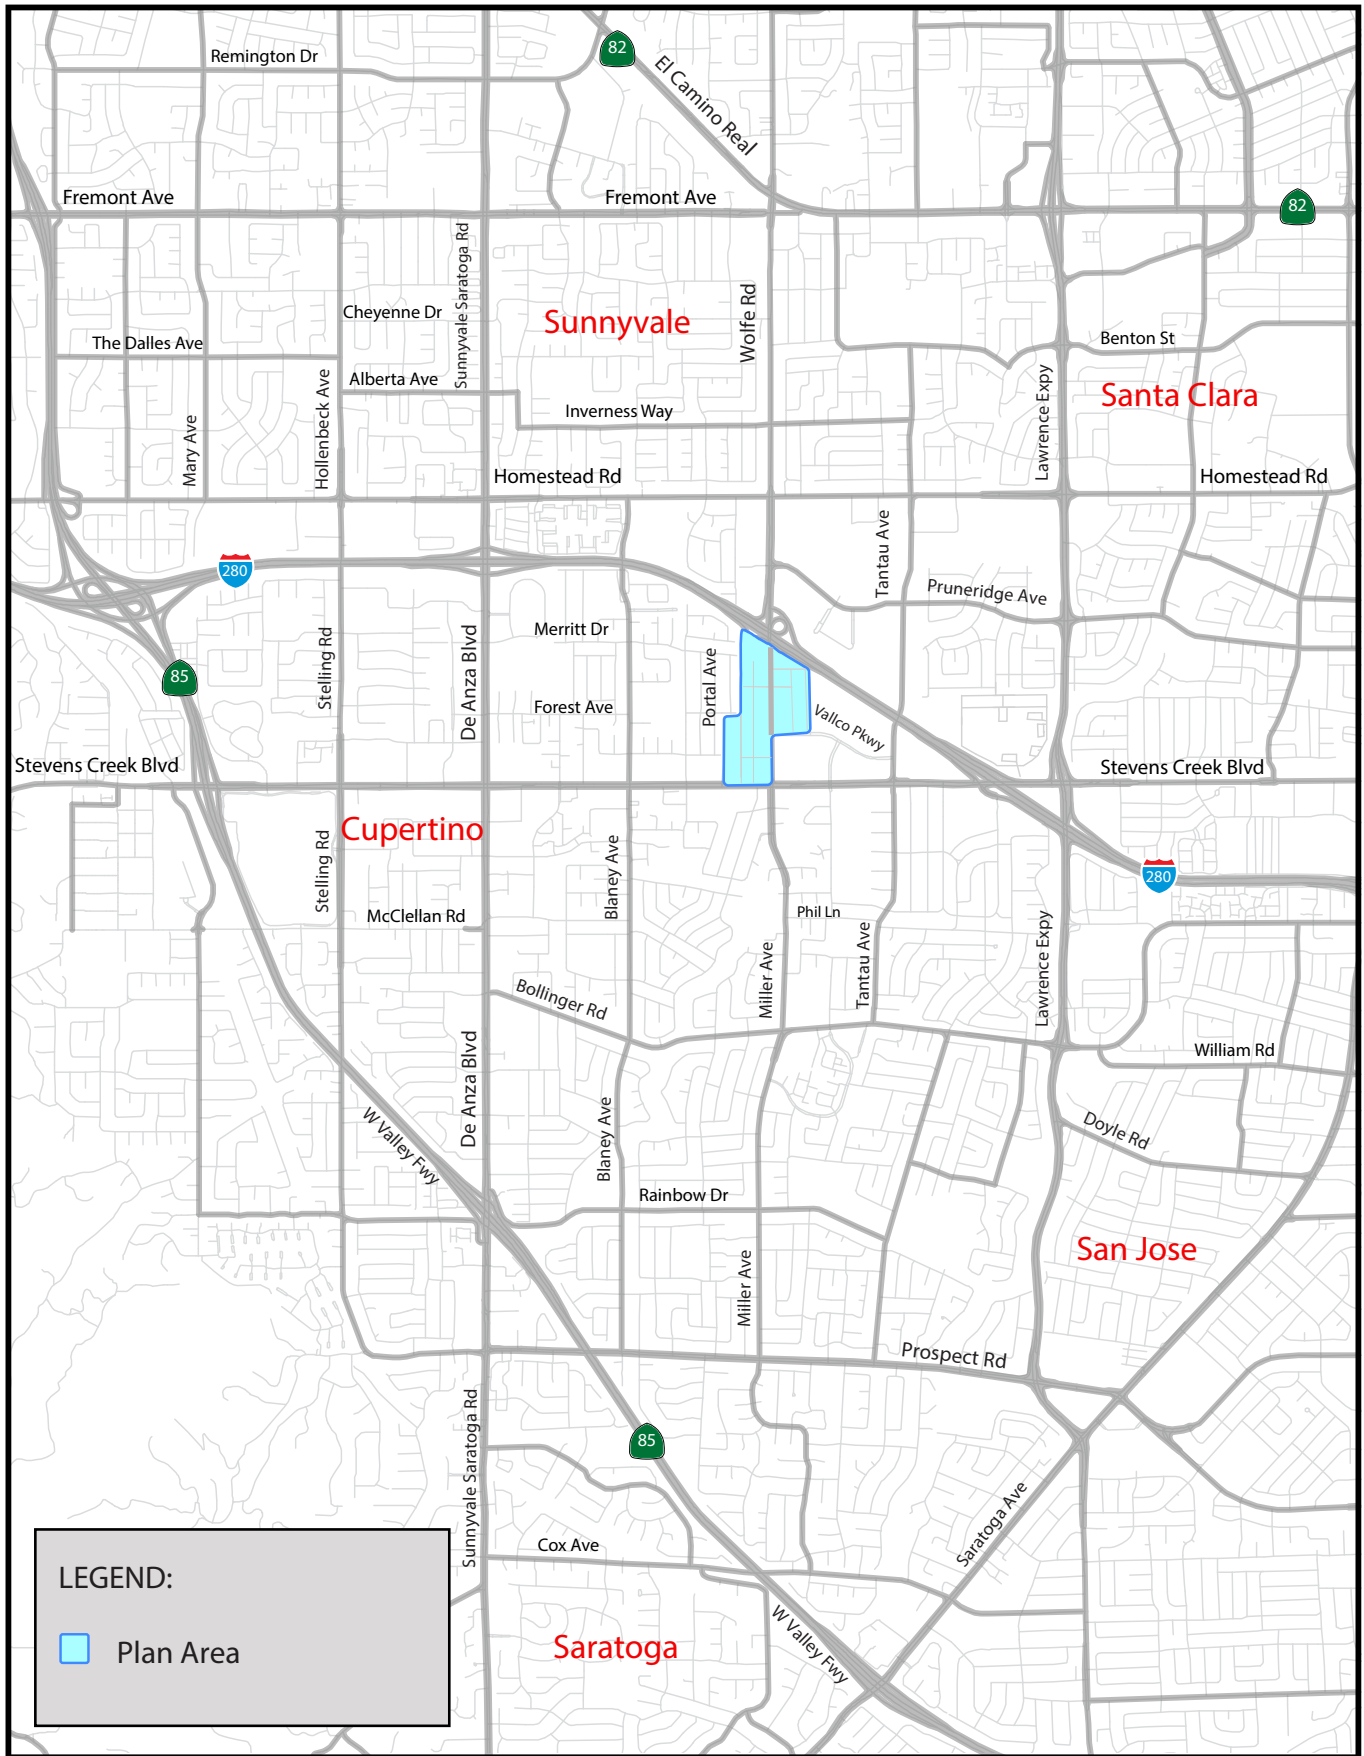 82
Remington Dr
El Camino Real
Fremont Ave
Fremont Ave
82
Sunnyvale Saratoga Rd
Cheyenne Dr
Sunnyvale
Wolfe Rd
The Dalles Ave
Benton St
Alberta Ave
Hollenbeck Ave
Lawrence Expy
Santa Clara
Inverness Way
Mary Ave
Homestead Rd
Homestead Rd
Tantau Ave
280
Pruneridge Ave
Merritt Dr
85
Stelling Rd
De Anza Blvd
Portal Ave
Forest Ave
Vallco Pkwy
Stevens Creek Blvd
Stevens Creek Blvd
Cupertino
Stelling Rd
Blaney Ave
280
McClellan Rd
Phil Ln
Miller Ave
Tantau Ave
Lawrence Expy
Bollinger Rd
William Rd
De Anza Blvd
W Valley Fwy
Blaney Ave
Doyle Rd
Rainbow Dr
San Jose
Miller Ave
Prospect Rd
Sunnyvale Saratoga Rd
85
Saratoga Ave
Cox Ave
LEGEND:
Plan Area
Saratoga
W Valley Fwy